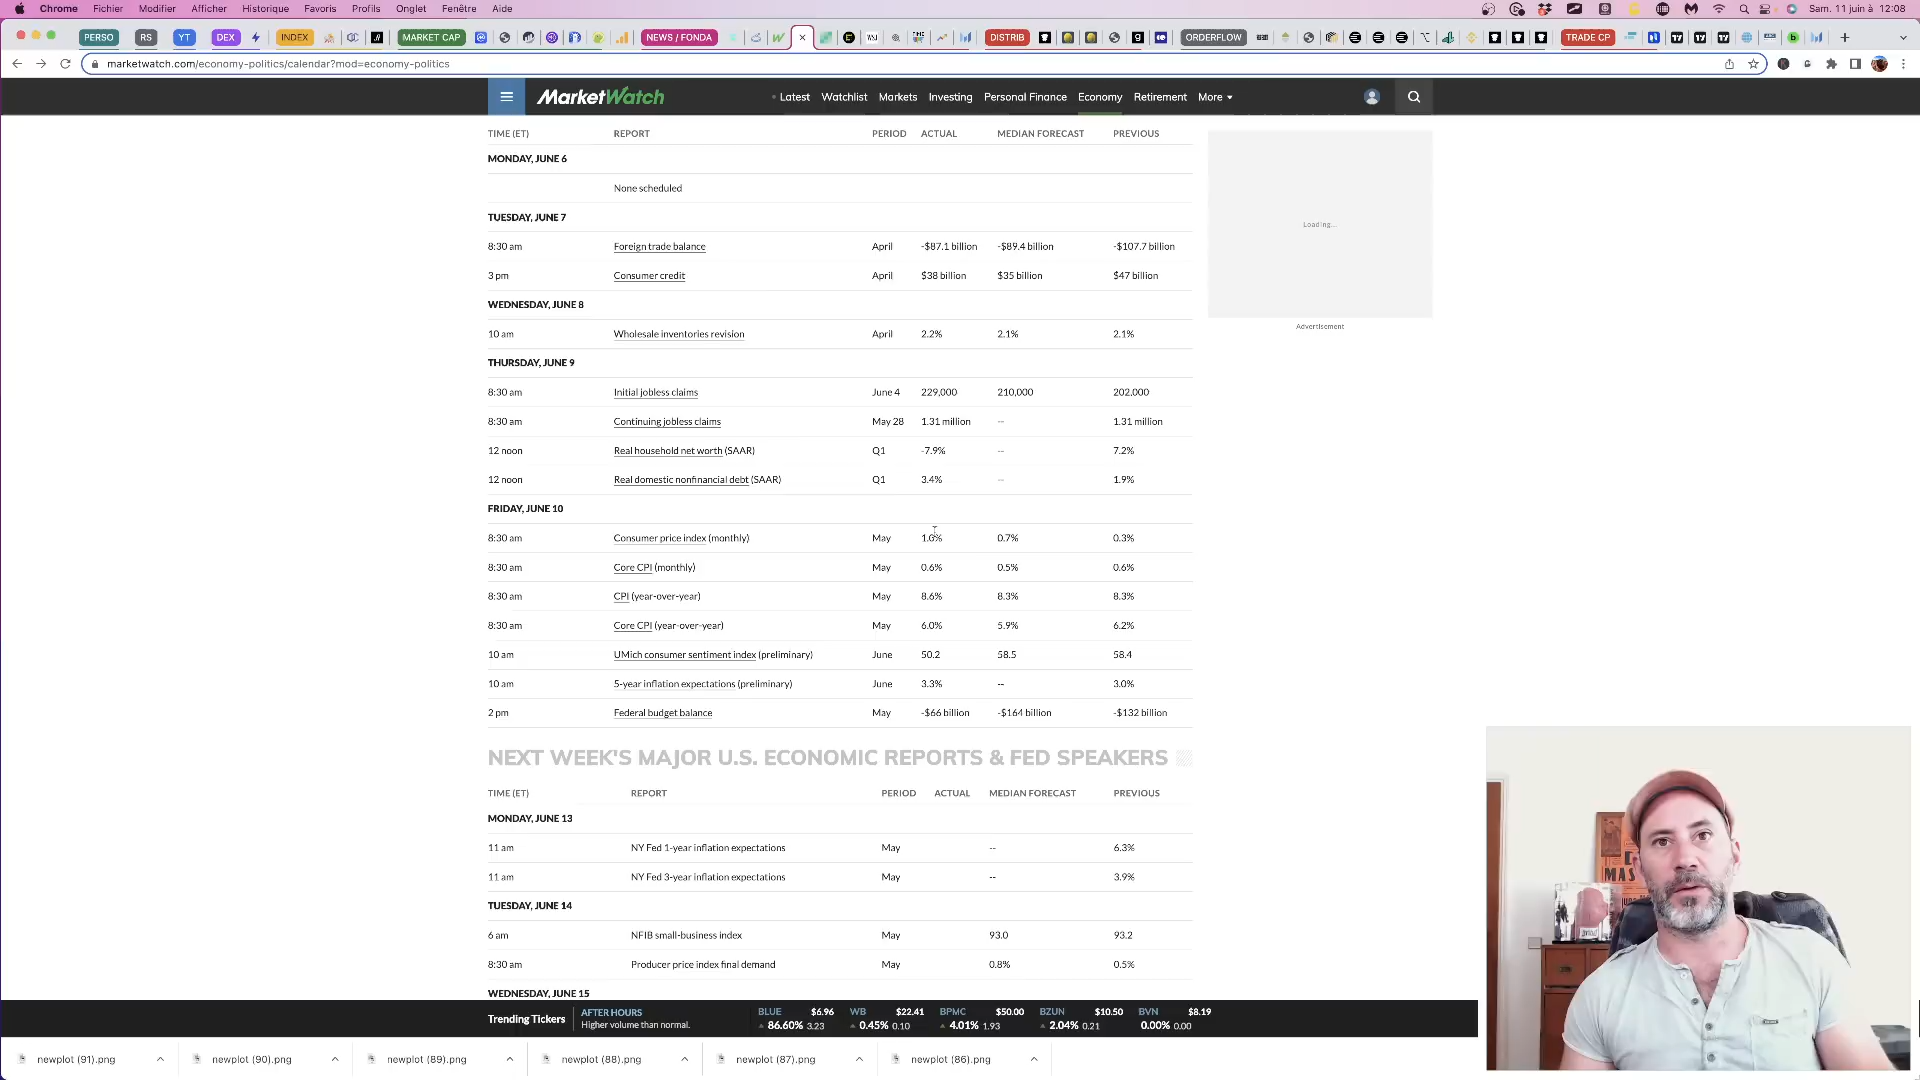 Chrome Fichier Modifier Afficher Historique Favoris Profils Onglet Fenêtre Aide Sam. 11 juin à 12:08
PERSO RS YT DEX INDEX MARKET CAP NEWS / FONDA DISTRIB ORDERFLOW TRADE CP
marketwatch.com/economy-politics/calendar?mod=economy-politics
MarketWatch Latest Watchlist Markets Investing Personal Finance Economy Retirement More
TIME (ET) REPORT PERIOD ACTUAL MEDIAN FORECAST PREVIOUS
MONDAY, JUNE 6
None scheduled
TUESDAY, JUNE 7
8:30 am Foreign trade balance April -$87.1 billion -$89.4 billion -$107.7 billion
Loading...
3 pm Consumer credit April $38 billion $35 billion $47 billion
WEDNESDAY, JUNE 8
Advertisement
10 am Wholesale inventories revision April 2.2% 2.1% 2.1%
THURSDAY, JUNE 9
8:30 am Initial jobless claims June 4 229,000 210,000 202,000
8:30 am Continuing jobless claims May 28 1.31 million -- 1.31 million
12 noon Real household net worth (SAAR) Q1 -7.9% -- 7.2%
12 noon Real domestic nonfinancial debt (SAAR) Q1 3.4% -- 1.9%
FRIDAY, JUNE 10
8:30 am Consumer price index (monthly) May 1.0% 0.7% 0.3%
8:30 am Core CPI (monthly) May 0.6% 0.5% 0.6%
8:30 am CPI (year-over-year) May 8.6% 8.3% 8.3%
8:30 am Core CPI (year-over-year) May 6.0% 5.9% 6.2%
10 am UMich consumer sentiment index (preliminary) June 50.2 58.5 58.4
10 am 5-year inflation expectations (preliminary) June 3.3% -- 3.0%
2 pm Federal budget balance May -$66 billion -$164 billion -$132 billion
NEXT WEEK'S MAJOR U.S. ECONOMIC REPORTS & FED SPEAKERS
TIME (ET) REPORT PERIOD ACTUAL MEDIAN FORECAST PREVIOUS
MONDAY, JUNE 13
11 am NY Fed 1-year inflation expectations May -- 6.3%
11 am NY Fed 3-year inflation expectations May -- 3.9%
TUESDAY, JUNE 14
6 am NFIB small-business index May 93.0 93.2
8:30 am Producer price index final demand May 0.8% 0.5%
WEDNESDAY, JUNE 15
Trending Tickers AFTER HOURS BLUE $6.96 WB $22.41 BPMC $50.00 BZUN $10.50 BVN $8.19
Higher volume than normal. 86.60% 3.23 0.45% 0.10 4.01% 1.93 2.04% 0.21 0.00% 0.00
newplot (91).png newplot (90).png newplot (89).png newplot (88).png newplot (87).png newplot (86).png